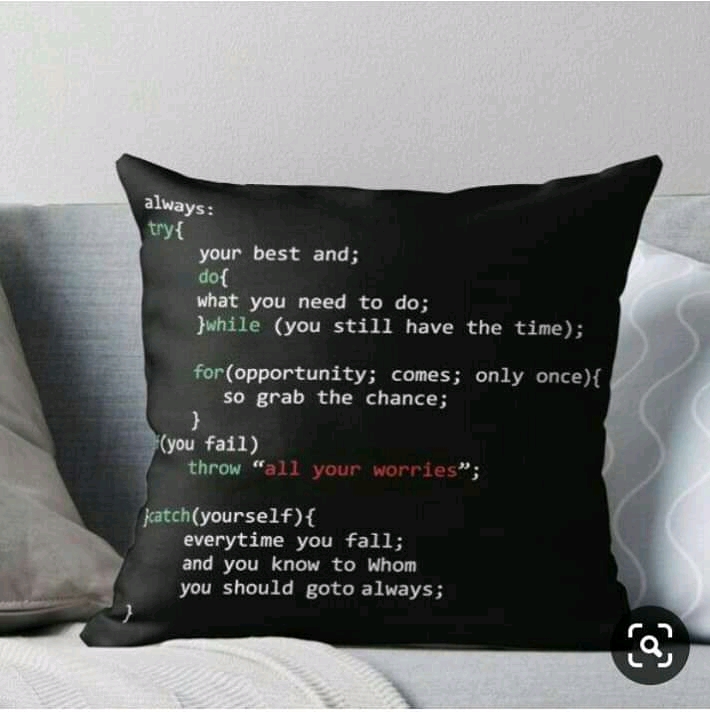 always:
try{
your best and;
do{
what you need to do;
}while (you still have the time);
for(opportunity; comes; only once){
so grab the chance;
}
(you fail)
throw “all your worries”;
}catch(yourself){
everytime you fall;
and you know to Whom
you should goto always;
}